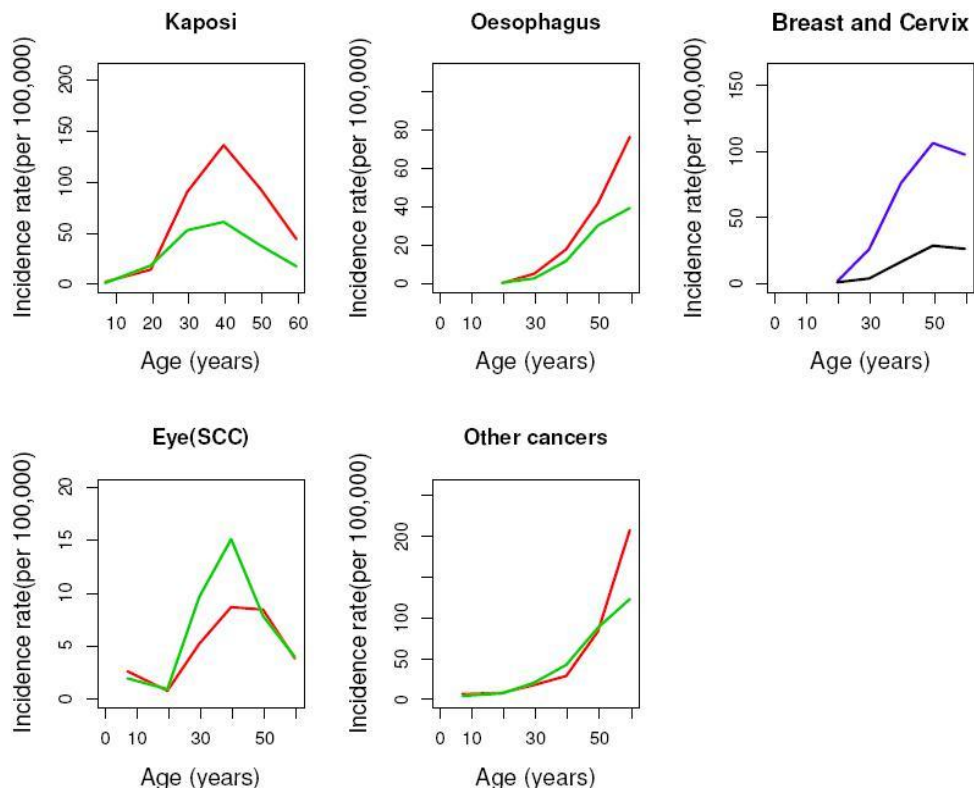 Kaposi
Incidence rate(per 100,000)
200
150
100
50
0
10 20 30 40 50 60
Age (years)
Oesophagus
Incidence rate(per 100,000)
80
60
40
20
0
0 10 30 50
Age (years)
Breast and Cervix
Incidence rate(per 100,000)
150
100
50
0
0 10 30 50
Age (years)
Eye(SCC)
Incidence rate(per 100,000)
20
15
10
5
0
0 10 30 50
Age (years)
Other cancers
Incidence rate(per 100,000)
200
100
50
0
0 10 30 50
Age (years)